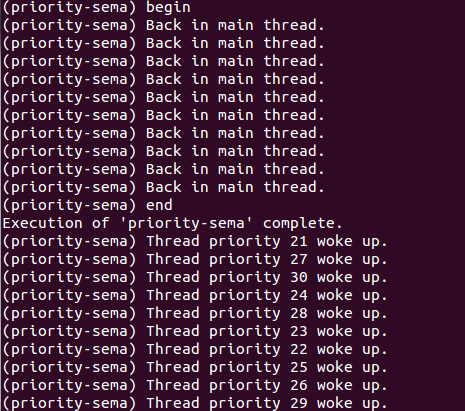 (priority-sema) begin
(priority-sema) Back in main thread.
(priority-sema) Back in main thread.
(priority-sema) Back in main thread.
(priority-sema) Back in main thread.
(priority-sema) Back in main thread.
(priority-sema) Back in main thread.
(priority-sema) Back in main thread.
(priority-sema) Back in main thread.
(priority-sema) Back in main thread.
(priority-sema) Back in main thread.
(priority-sema) end
Execution of 'priority-sema' complete.
(priority-sema) Thread priority 21 woke up.
(priority-sema) Thread priority 27 woke up.
(priority-sema) Thread priority 30 woke up.
(priority-sema) Thread priority 24 woke up.
(priority-sema) Thread priority 28 woke up.
(priority-sema) Thread priority 23 woke up.
(priority-sema) Thread priority 22 woke up.
(priority-sema) Thread priority 25 woke up.
(priority-sema) Thread priority 26 woke up.
(priority-sema) Thread priority 29 woke up.